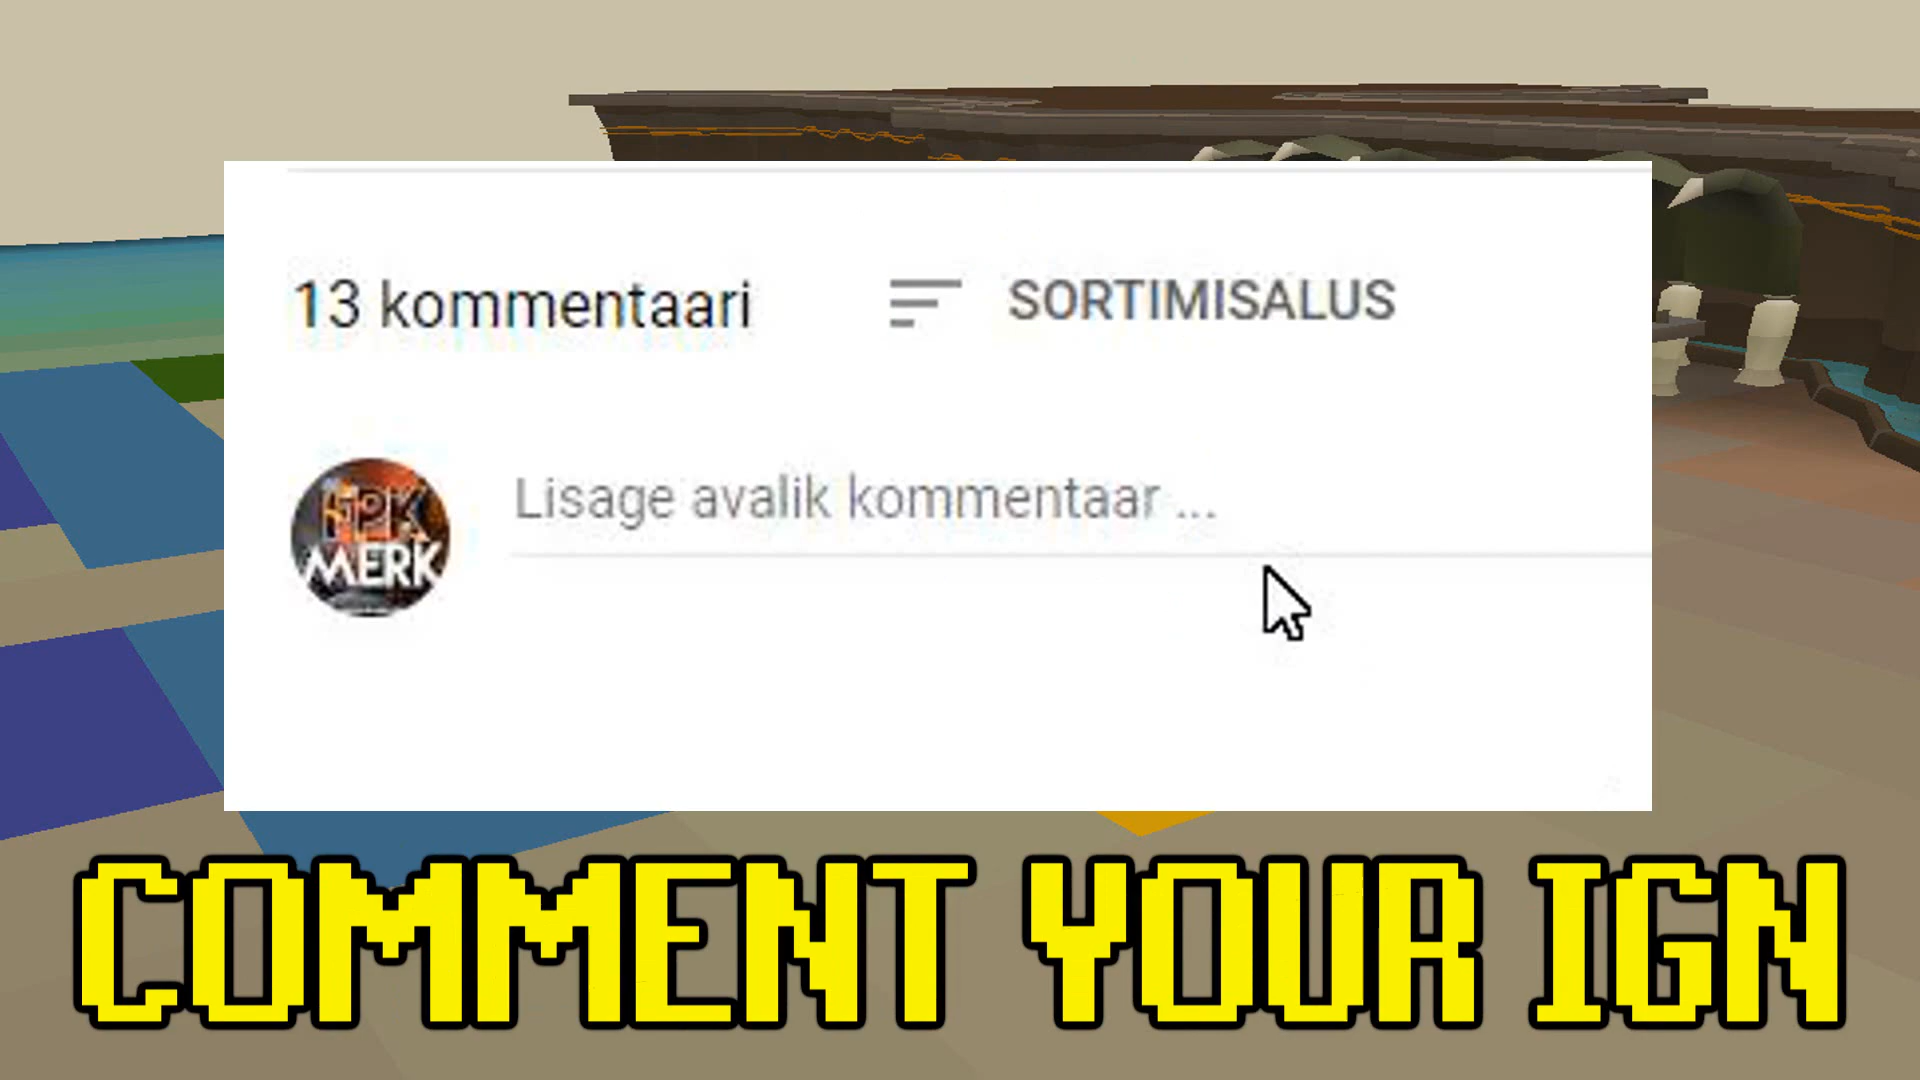 13 kommentaari SORTIMISALUS
Lisage avalik kommentaar ...
MERK
COMMENT YOUR IGN